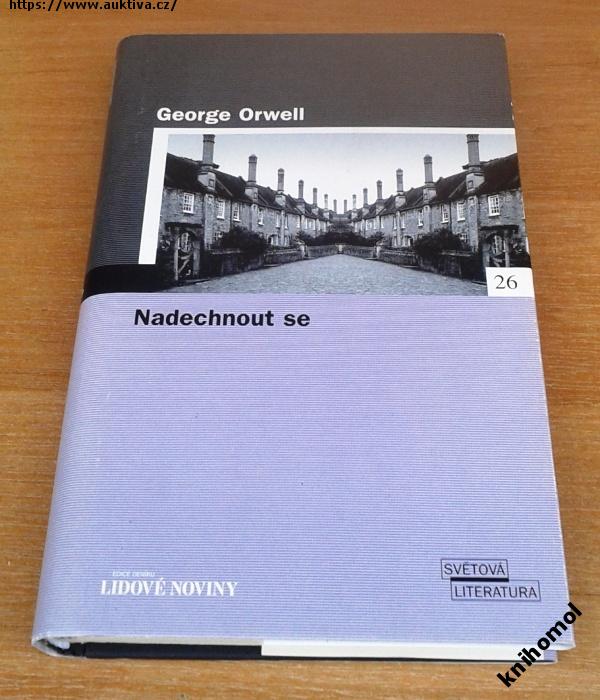 https://www.auktiva.cz/
George Orwell
26
Nadechnout se
EDICE DENÍKU
LIDOVÉ NOVINY
SVĚTOVÁ
LITERATURA
knihomol